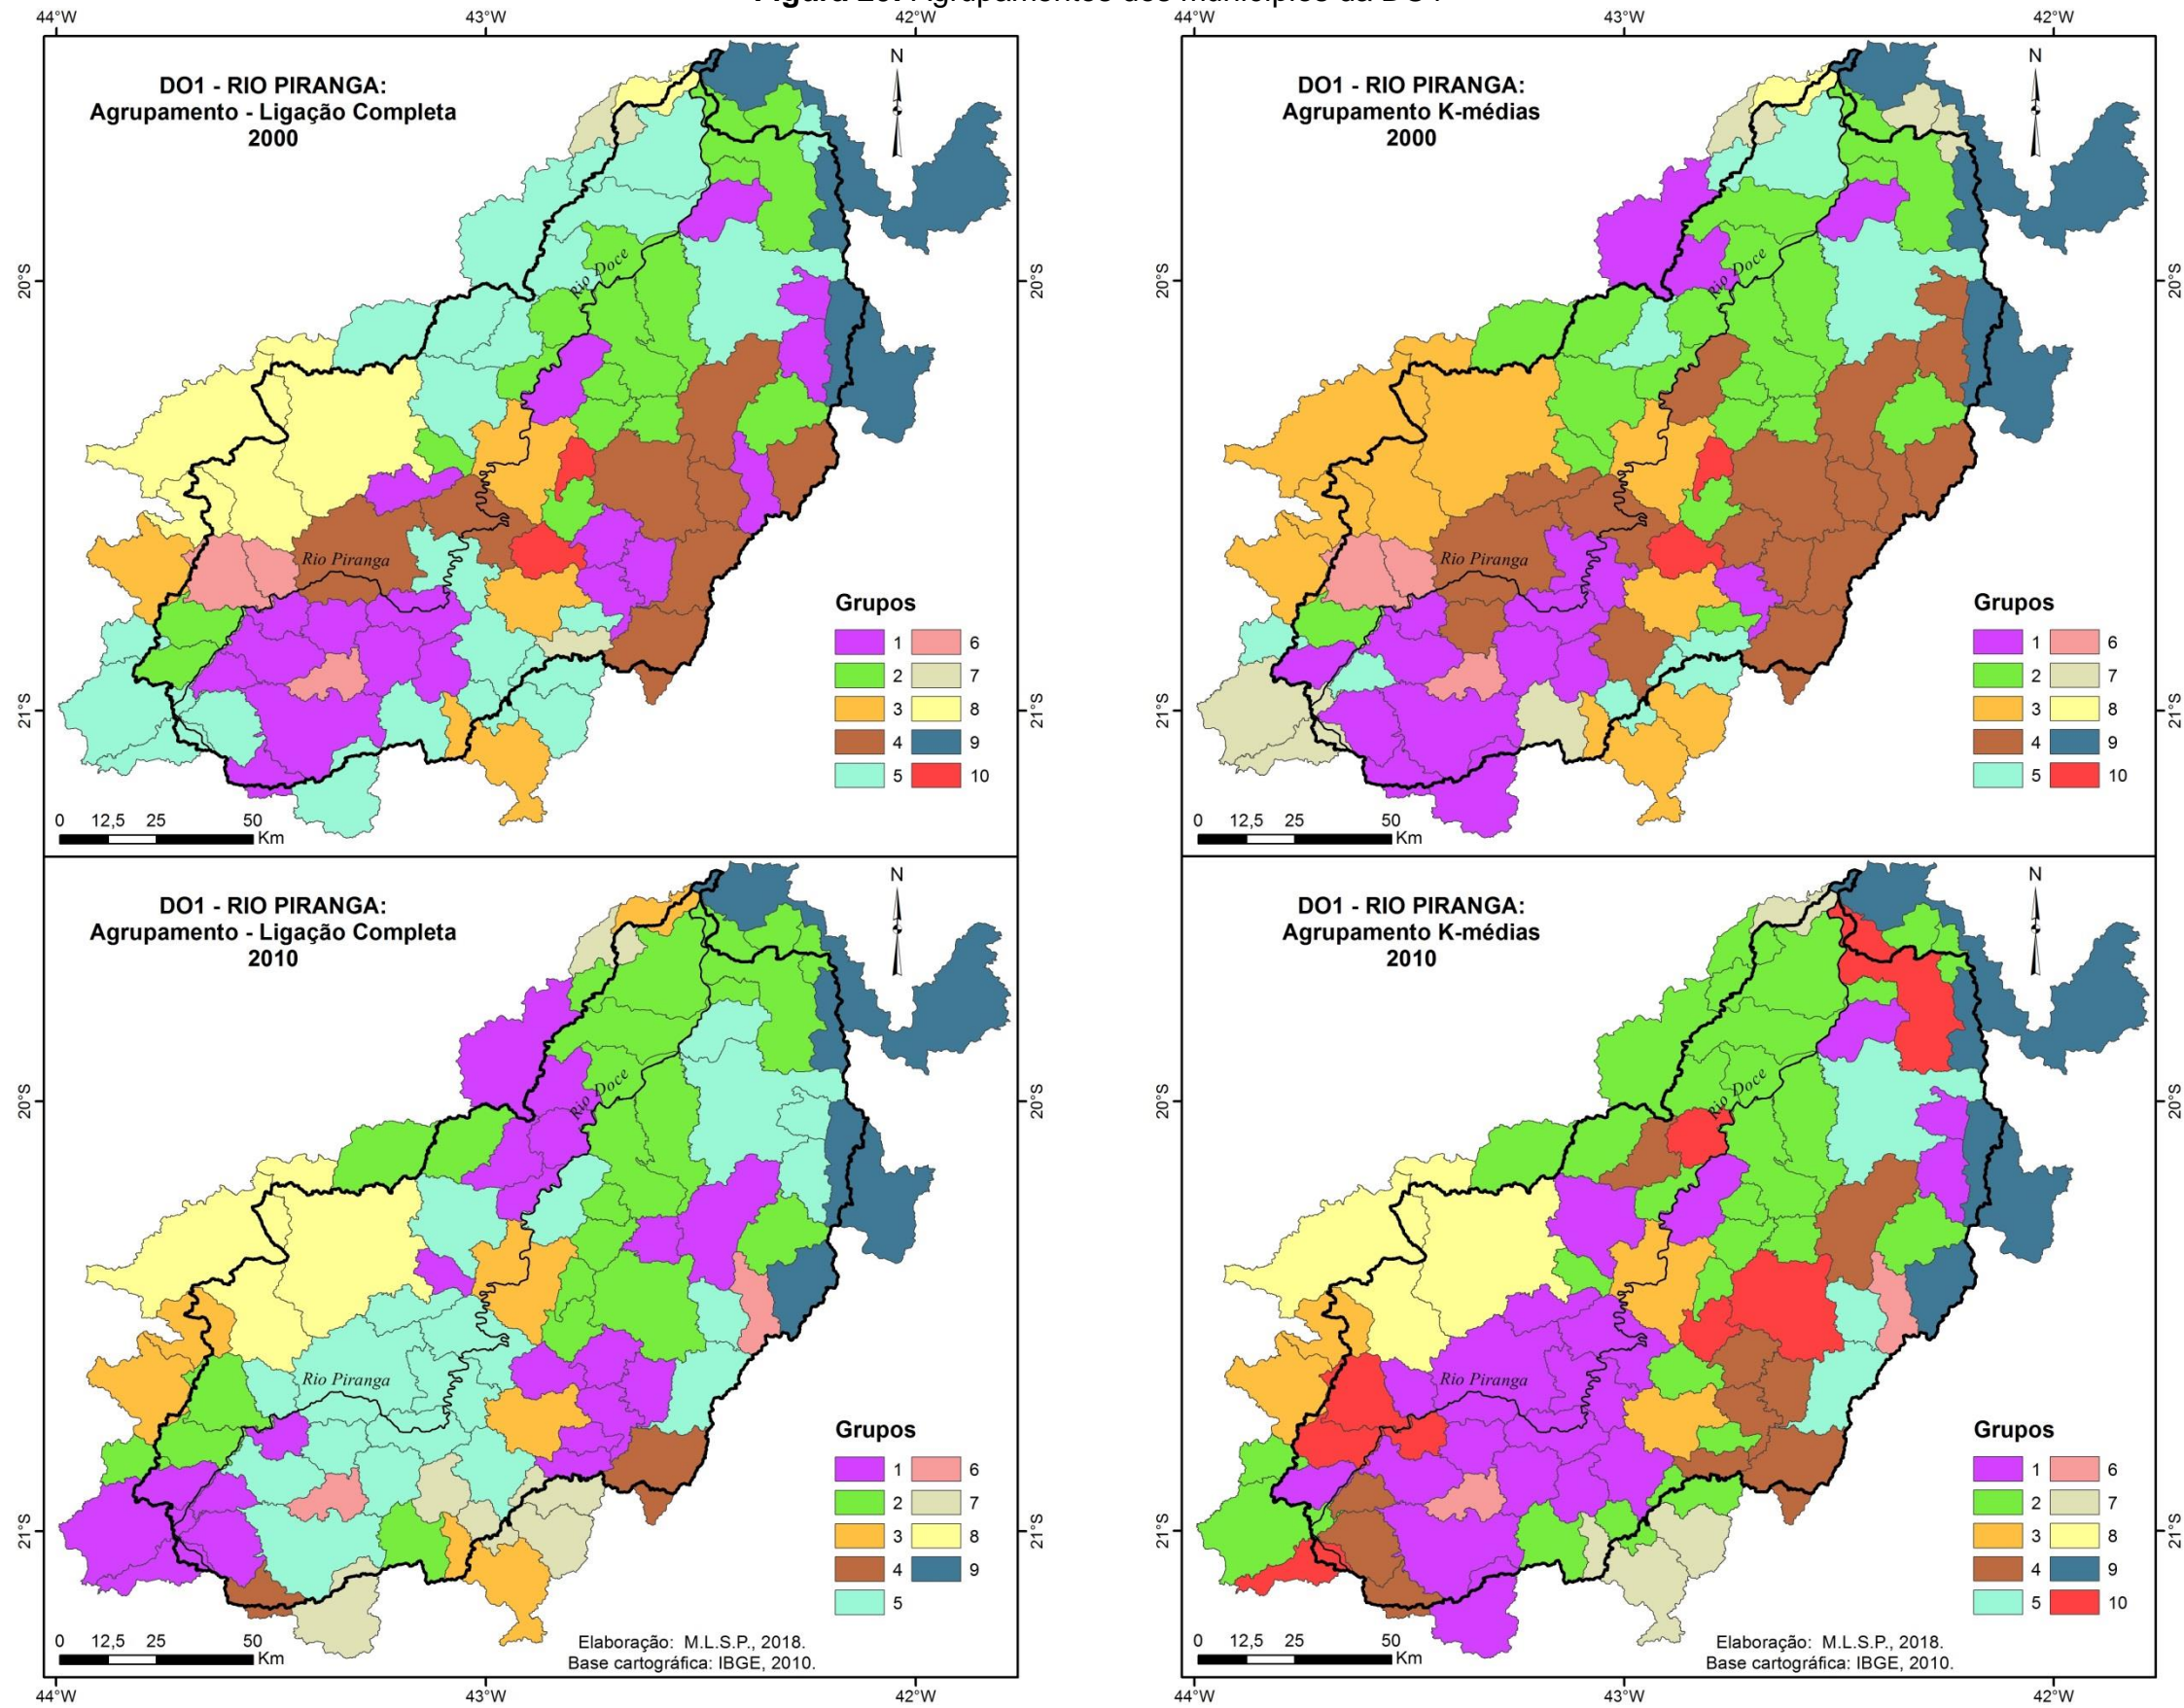 44°W 43°W 42°W 44°W 43°W 42°W
DO1 - RIO PIRANGA:
Agrupamento - Ligação Completa
2000
N
20°S
20°S
Rio Doce
Rio Piranga
21°S
21°S
Grupos
1 6
2 7
3 8
4 9
5 10
0 12,5 25 50
Km
DO1 - RIO PIRANGA:
Agrupamento K-médias
2000
N
20°S
20°S
Rio Doce
Rio Piranga
21°S
21°S
Grupos
1 6
2 7
3 8
4 9
5 10
0 12,5 25 50
Km
DO1 - RIO PIRANGA:
Agrupamento - Ligação Completa
2010
N
20°S
20°S
Rio Doce
Rio Piranga
21°S
21°S
Grupos
1 6
2 7
3 8
4 9
5
0 12,5 25 50
Km
Elaboração: M.L.S.P., 2018.
Base cartográfica: IBGE, 2010.
DO1 - RIO PIRANGA:
Agrupamento K-médias
2010
N
20°S
20°S
Rio Doce
Rio Piranga
21°S
21°S
Grupos
1 6
2 7
3 8
4 9
5 10
0 12,5 25 50
Km
Elaboração: M.L.S.P., 2018.
Base cartográfica: IBGE, 2010.
44°W 43°W 42°W 44°W 43°W 42°W